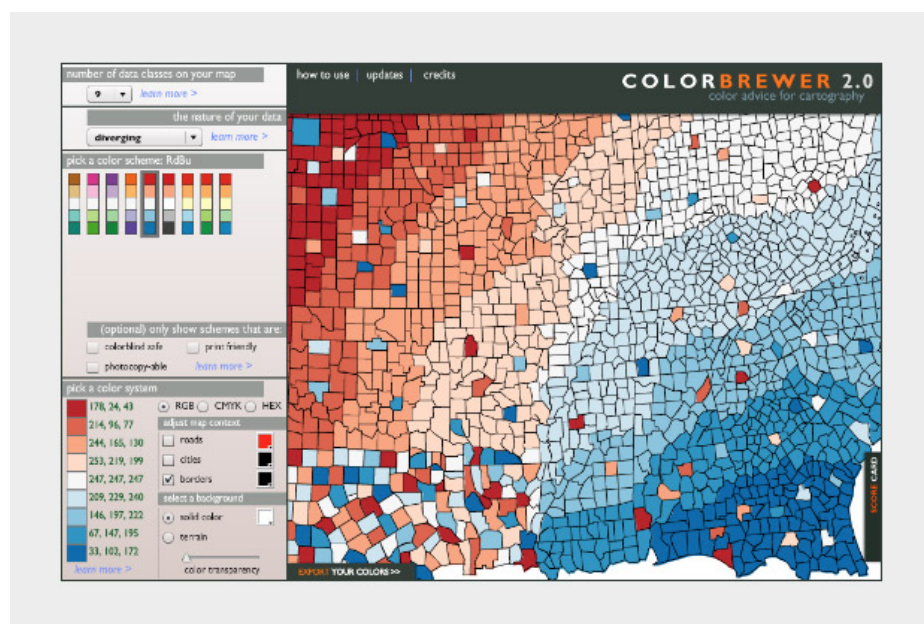 number of data classes on your map
9
learn more >
the nature of your data
diverging
learn more >
pick a color scheme: RdBu
(optional) only show schemes that are:
colorblind safe
print friendly
photocopy-able
learn more >
pick a color system
178, 24, 43
214, 96, 77
244, 165, 130
253, 219, 199
247, 247, 247
209, 229, 240
146, 197, 222
67, 147, 195
33, 102, 172
learn more >
RGB CMYK HEX
adjust map context
roads
cities
borders
select a background
solid color
terrain
color transparency
how to use | updates | credits
COLORBREWER 2.0
color advice for cartography
SCORE CARD
EXPORT YOUR COLORS >>